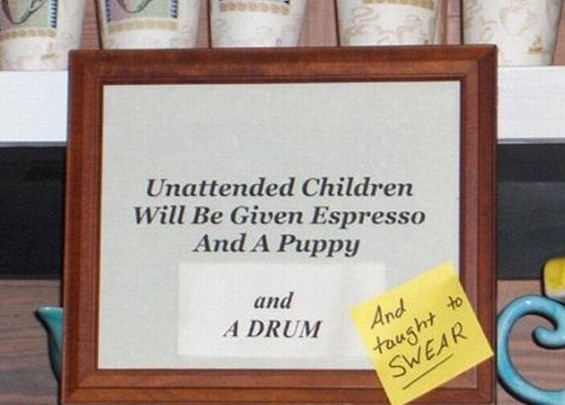 Unattended Children
Will Be Given Espresso
And A Puppy
and
A DRUM
And
taught to
SWEAR